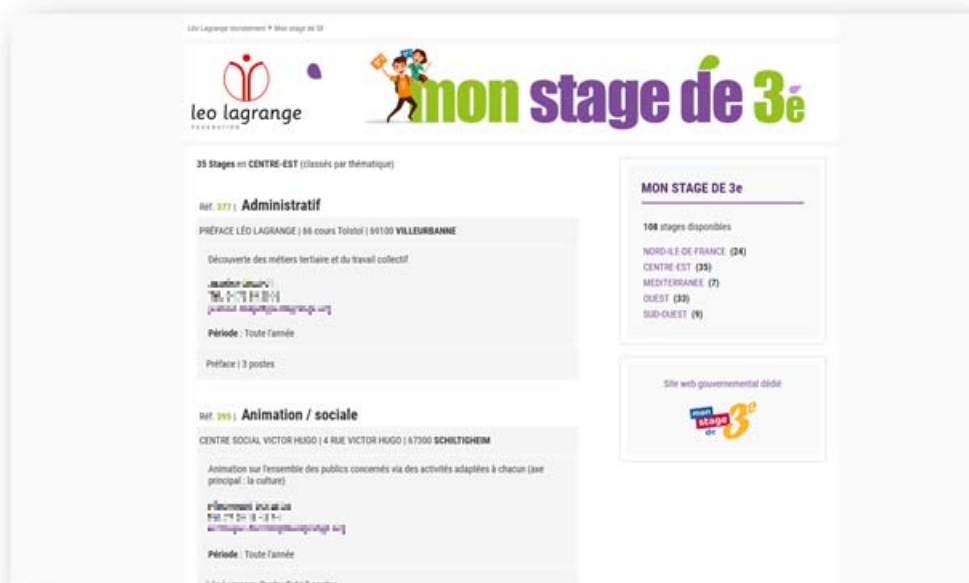 Léo Lagrange recrutement > Mon stage de 3E
leo lagrange
FEDERATION
mon stage de 3e
35 Stages en CENTRE-EST (classés par thématique)
Réf. 377 | Administratif
PRÉFACE LÉO LAGRANGE | 66 cours Tolstoï | 69100 VILLEURBANNE
Découverte des métiers tertiaire et du travail collectif
Période : Toute l'année
Préface | 3 postes
Réf. 395 | Animation / sociale
CENTRE SOCIAL VICTOR HUGO | 4 RUE VICTOR HUGO | 67300 SCHILTIGHEIM
Animation sur l'ensemble des publics concernés via des activités adaptées à chacun (axe
principal : la culture)
Période : Toute l'année
MON STAGE DE 3e
108 stages disponibles
NORD-ILE-DE-FRANCE (24)
CENTRE-EST (35)
MEDITERRANEE (7)
OUEST (33)
SUD-OUEST (9)
Site web gouvernemental dédié
mon
stage 3e
de